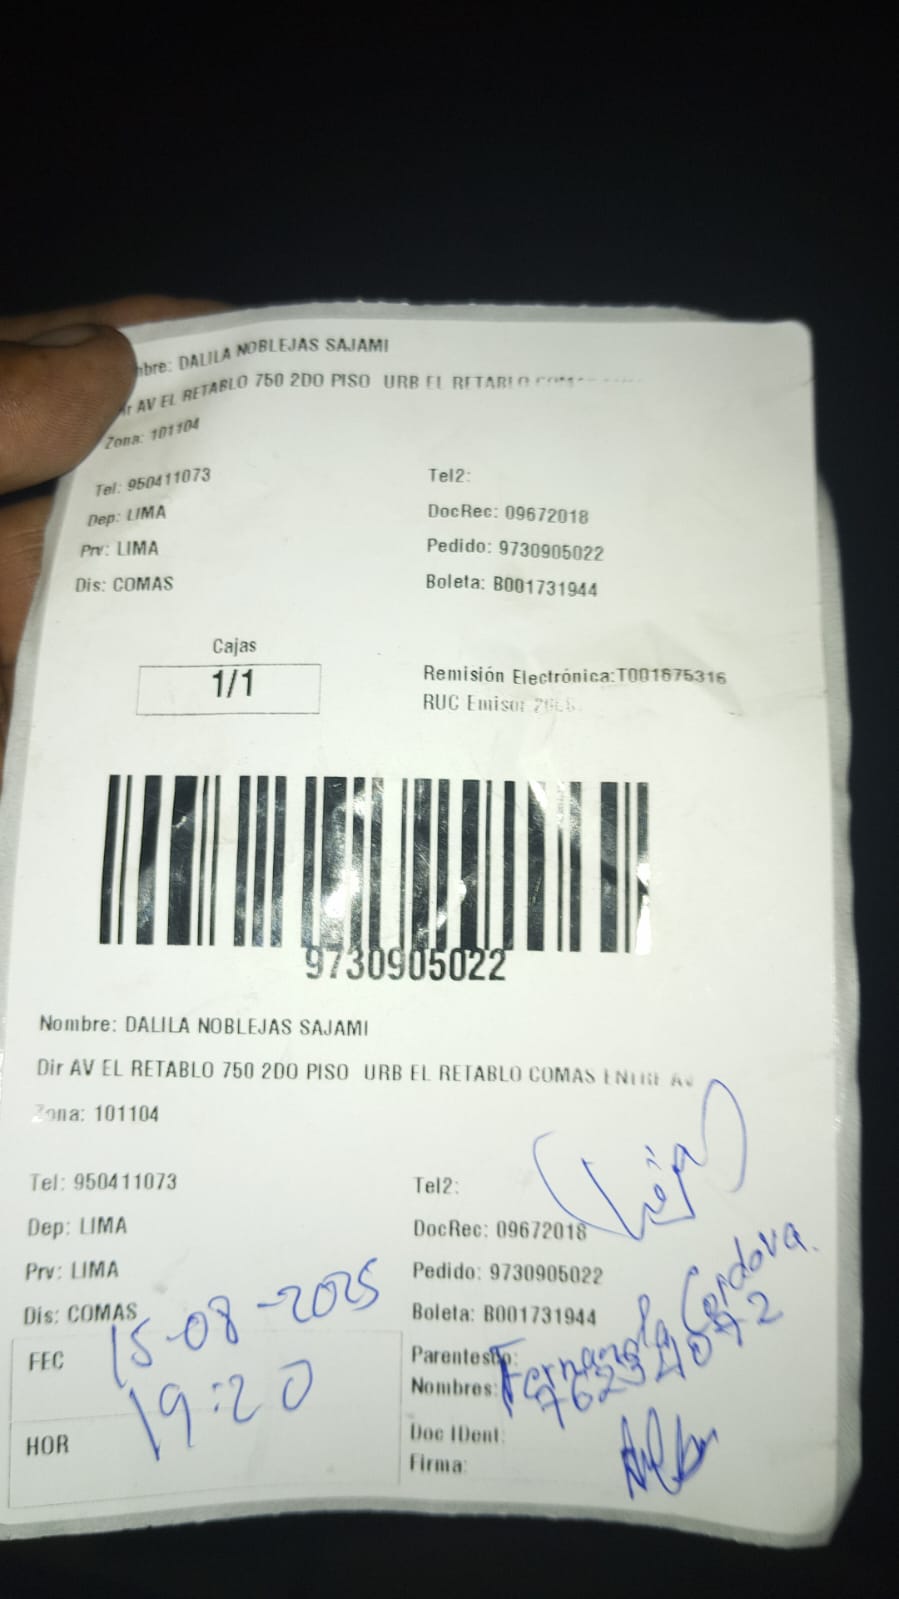 bre: DALILA NOBLEJAS SAJAMI
r AV EL RETABLO 750 2DO PISO URB EL RETABLO
Zona: 101104
Tel: 950411073
Tel2:
Dep: LIMA
DocRec: 09672018
Prv: LIMA
Pedido: 9730905022
Dis: COMAS
Boleta: B001731944
Cajas
1/1
Remisión Electrónica:T001675316
RUC Emisor
9730905022
Nombre: DALILA NOBLEJAS SAJAMI
Dir AV EL RETABLO 750 2DO PISO URB EL RETABLO COMAS ENTRE AV
Zona: 101104
Tel: 950411073
Tel2:
(hija)
Dep: LIMA
DocRec: 09672018
Prv: LIMA
Pedido: 9730905022
Dis: COMAS
Boleta: B001731944
FEC 15-08-2025
Parentesco:
Nombres: Fernanda Cordova.
19:20
HOR
Doc IDent:
Firma: